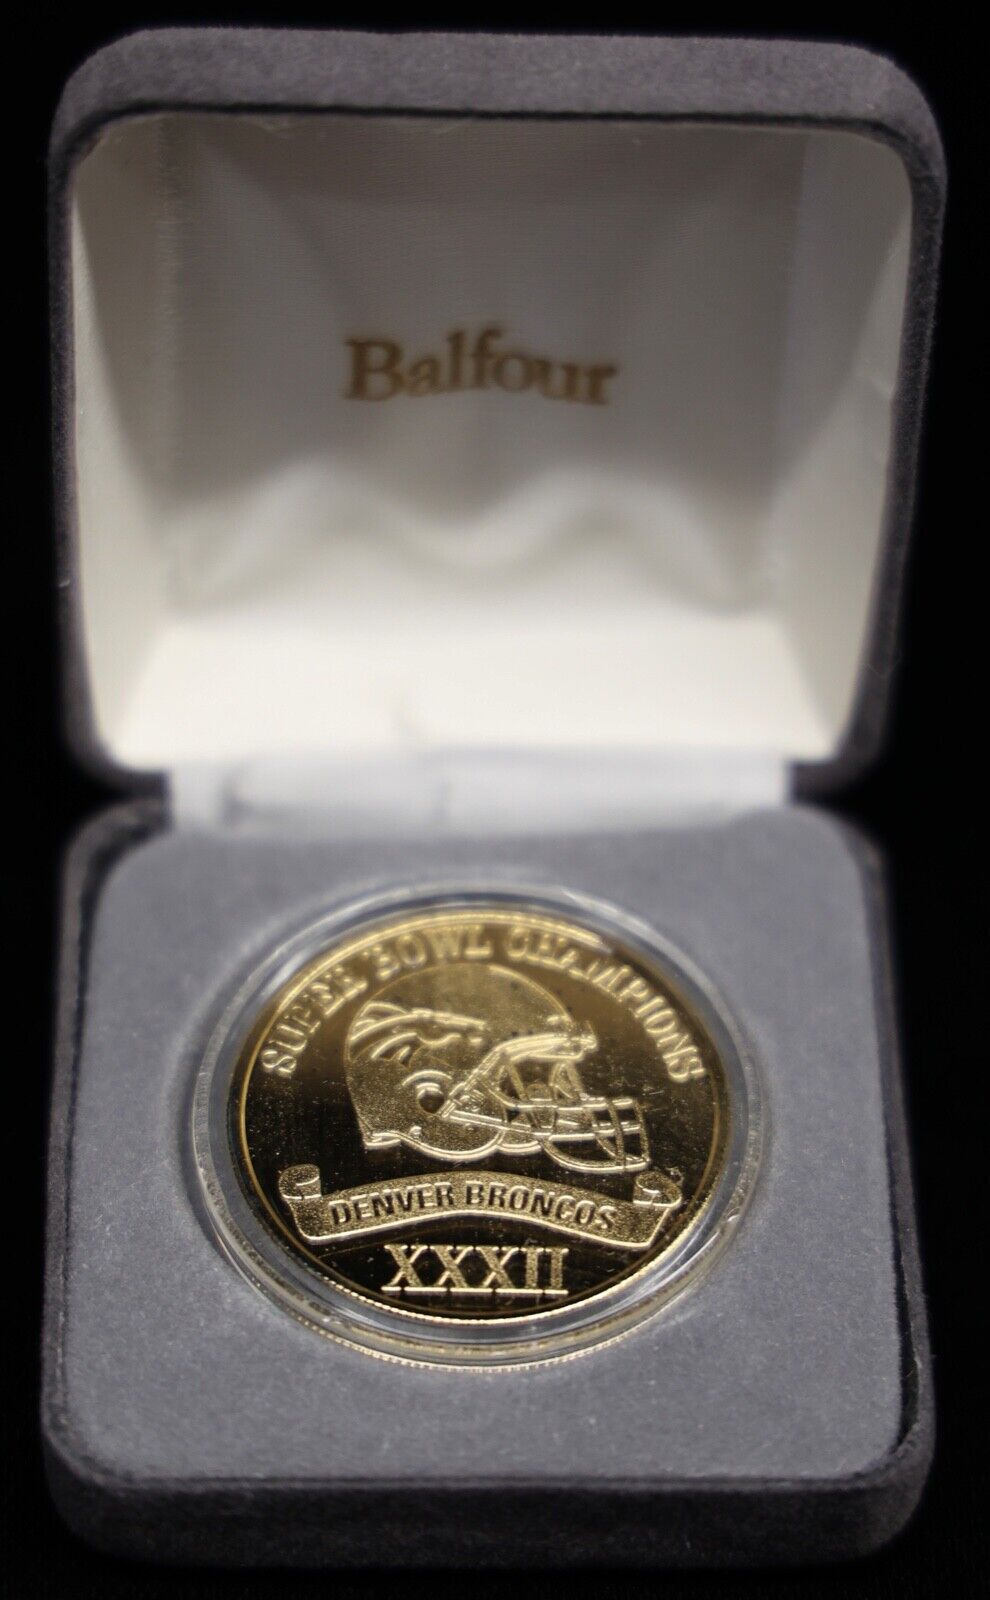 Balfour
SUPER BOWL CHAMPIONS
DENVER BRONCOS
XXXII